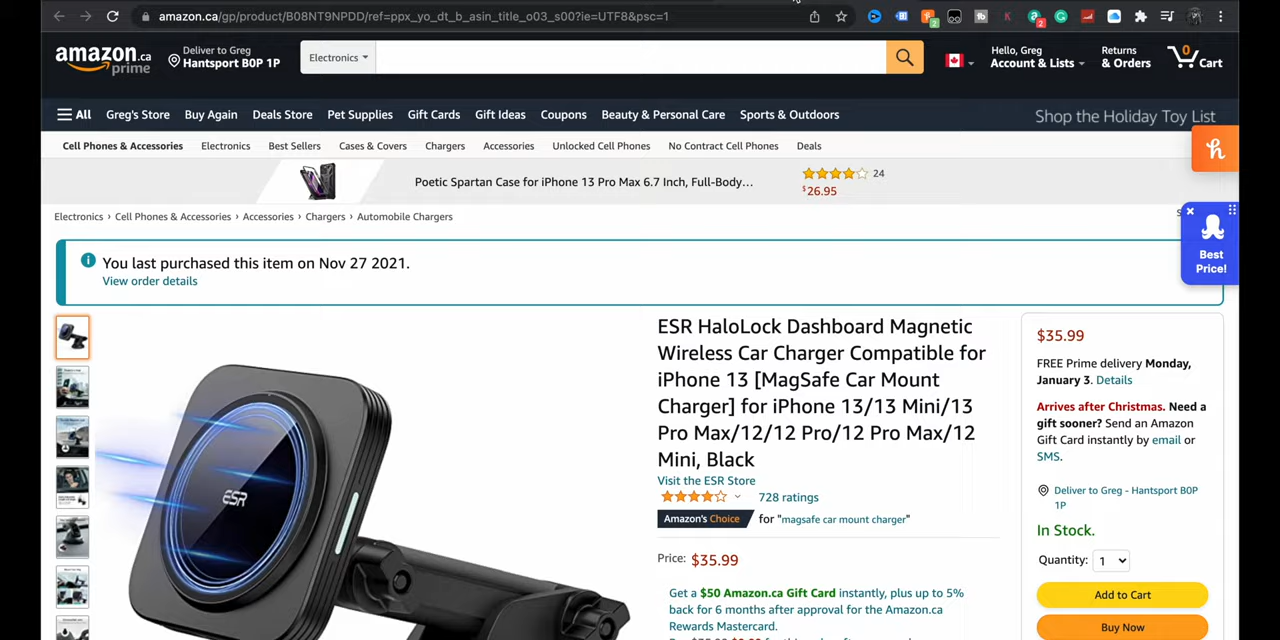 amazon.ca/gp/product/B08NT9NPDD/ref=ppx_yo_dt_b_asin_title_o03_s00?ie=UTF8&psc=1
amazon.ca
prime
Deliver to Greg
Hantsport B0P 1P
Electronics
Hello, Greg
Account & Lists
Returns
& Orders
0
Cart
All
Greg's Store
Buy Again
Deals Store
Pet Supplies
Gift Cards
Gift Ideas
Coupons
Beauty & Personal Care
Sports & Outdoors
Shop the Holiday Toy List
Cell Phones & Accessories
Electronics
Best Sellers
Cases & Covers
Chargers
Accessories
Unlocked Cell Phones
No Contract Cell Phones
Deals
Poetic Spartan Case for iPhone 13 Pro Max 6.7 Inch, Full-Body...
24
$26.95
Electronics › Cell Phones & Accessories › Accessories › Chargers › Automobile Chargers
You last purchased this item on Nov 27 2021.
View order details
Best
Price!
ESR
ESR HaloLock Dashboard Magnetic
Wireless Car Charger Compatible for
iPhone 13 [MagSafe Car Mount
Charger] for iPhone 13/13 Mini/13
Pro Max/12/12 Pro/12 Pro Max/12
Mini, Black
Visit the ESR Store
728 ratings
Amazon's Choice for "magsafe car mount charger"
Price: $35.99
Get a $50 Amazon.ca Gift Card instantly, plus up to 5%
back for 6 months after approval for the Amazon.ca
Rewards Mastercard.
$35.99
FREE Prime delivery Monday,
January 3. Details
Arrives after Christmas. Need a
gift sooner? Send an Amazon
Gift Card instantly by email or
SMS.
Deliver to Greg - Hantsport B0P
1P
In Stock.
Quantity: 1
Add to Cart
Buy Now